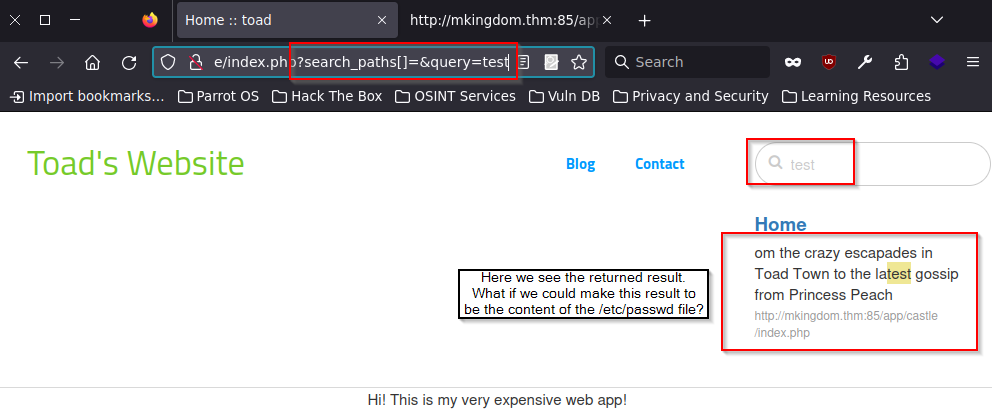 Home :: toad
http://mkingdom.thm:85/app
e/index.php?search_paths[]=&query=test
Search
Import bookmarks...
Parrot OS
Hack The Box
OSINT Services
Vuln DB
Privacy and Security
Learning Resources
Toad's Website
Blog
Contact
test
Home
om the crazy escapades in
Toad Town to the latest gossip
from Princess Peach
http://mkingdom.thm:85/app/castle
/index.php
Here we see the returned result.
What if we could make this result to
be the content of the /etc/passwd file?
Hi! This is my very expensive web app!